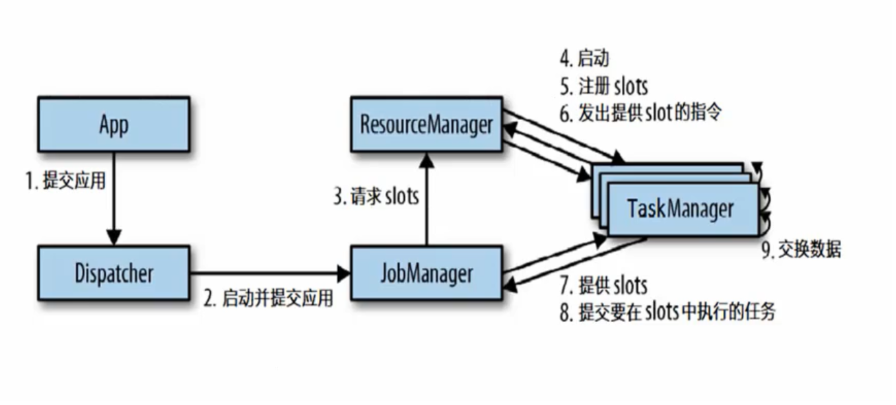 4. 启动
5. 注册 slots
6. 发出提供 slot 的指令
App
ResourceManager
1. 提交应用
3. 请求 slots
TaskManager
9. 交换数据
Dispatcher
JobManager
2. 启动并提交应用
7. 提供 slots
8. 提交要在 slots 中执行的任务